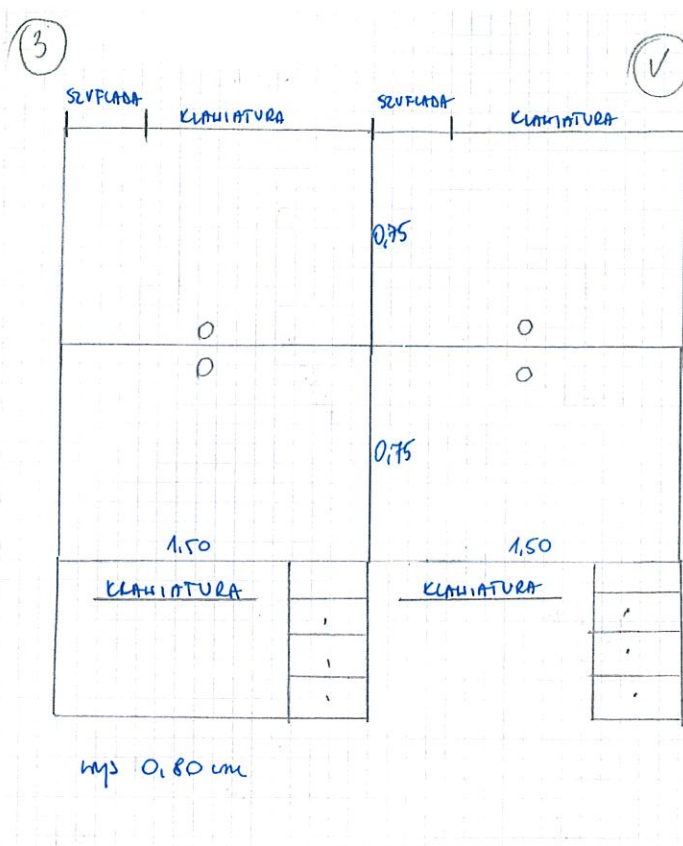 3
V
SZUFLADA KLAWIATURA SZUFLADA KLAWIATURA
0,75
0,75
1,50 1,50
KLAWIATURA KLAWIATURA
wys 0,80 cm